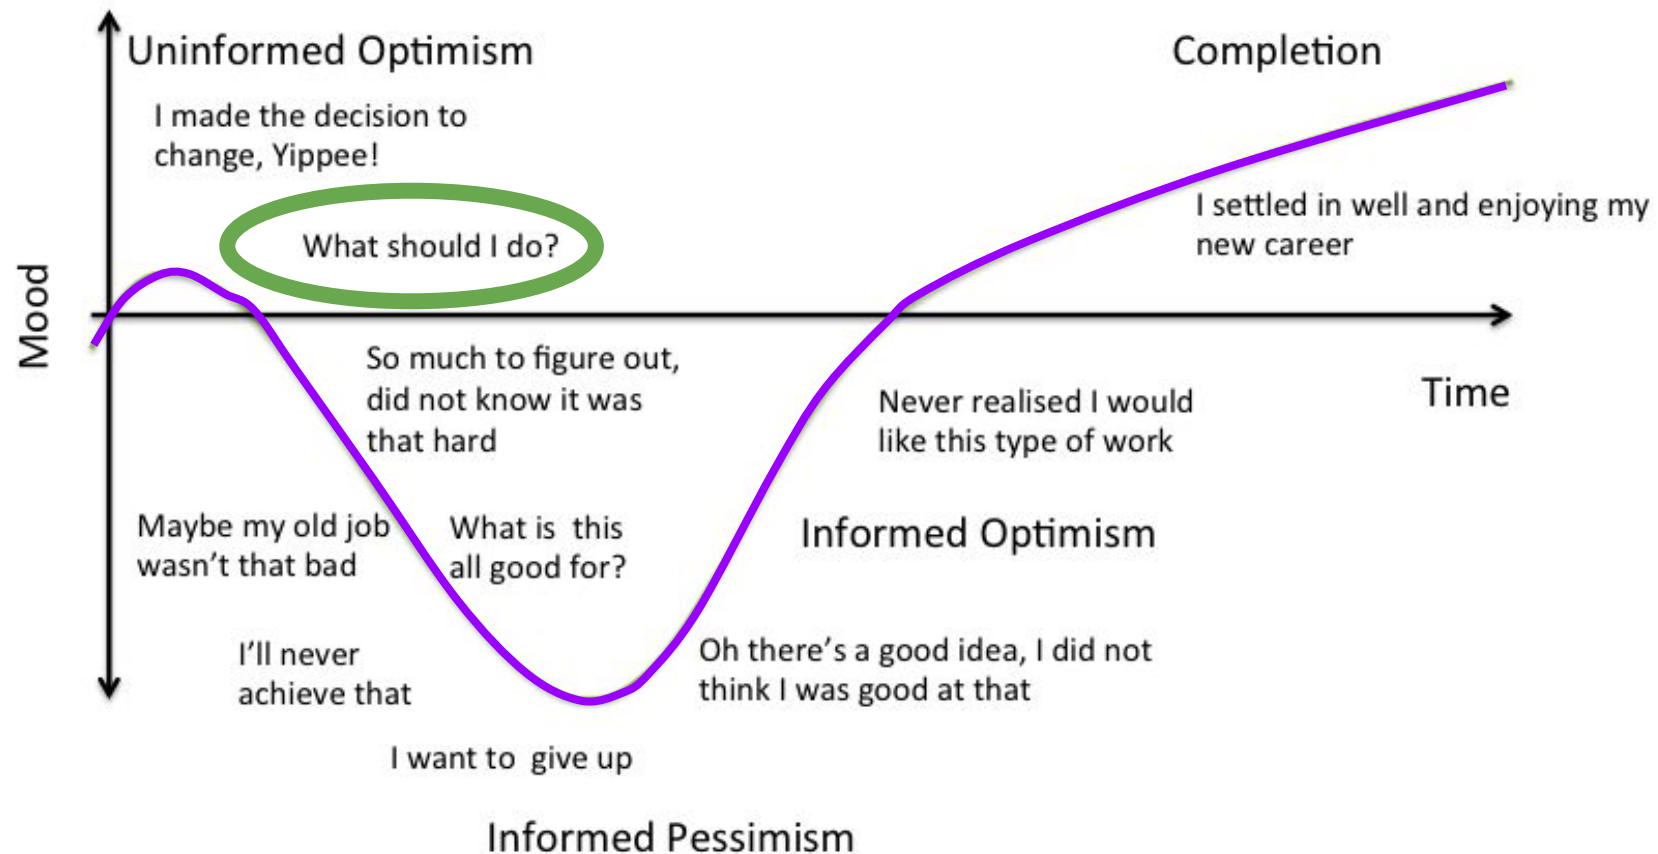 Uninformed Optimism
Completion
I made the decision to
change, Yippee!
What should I do?
I settled in well and enjoying my
new career
Mood
Time
So much to figure out,
did not know it was
that hard
Never realised I would
like this type of work
Maybe my old job
wasn't that bad
What is  this
all good for?
Informed Optimism
I'll never
achieve that
Oh there's a good idea, I did not
think I was good at that
I want to  give up
Informed Pessimism